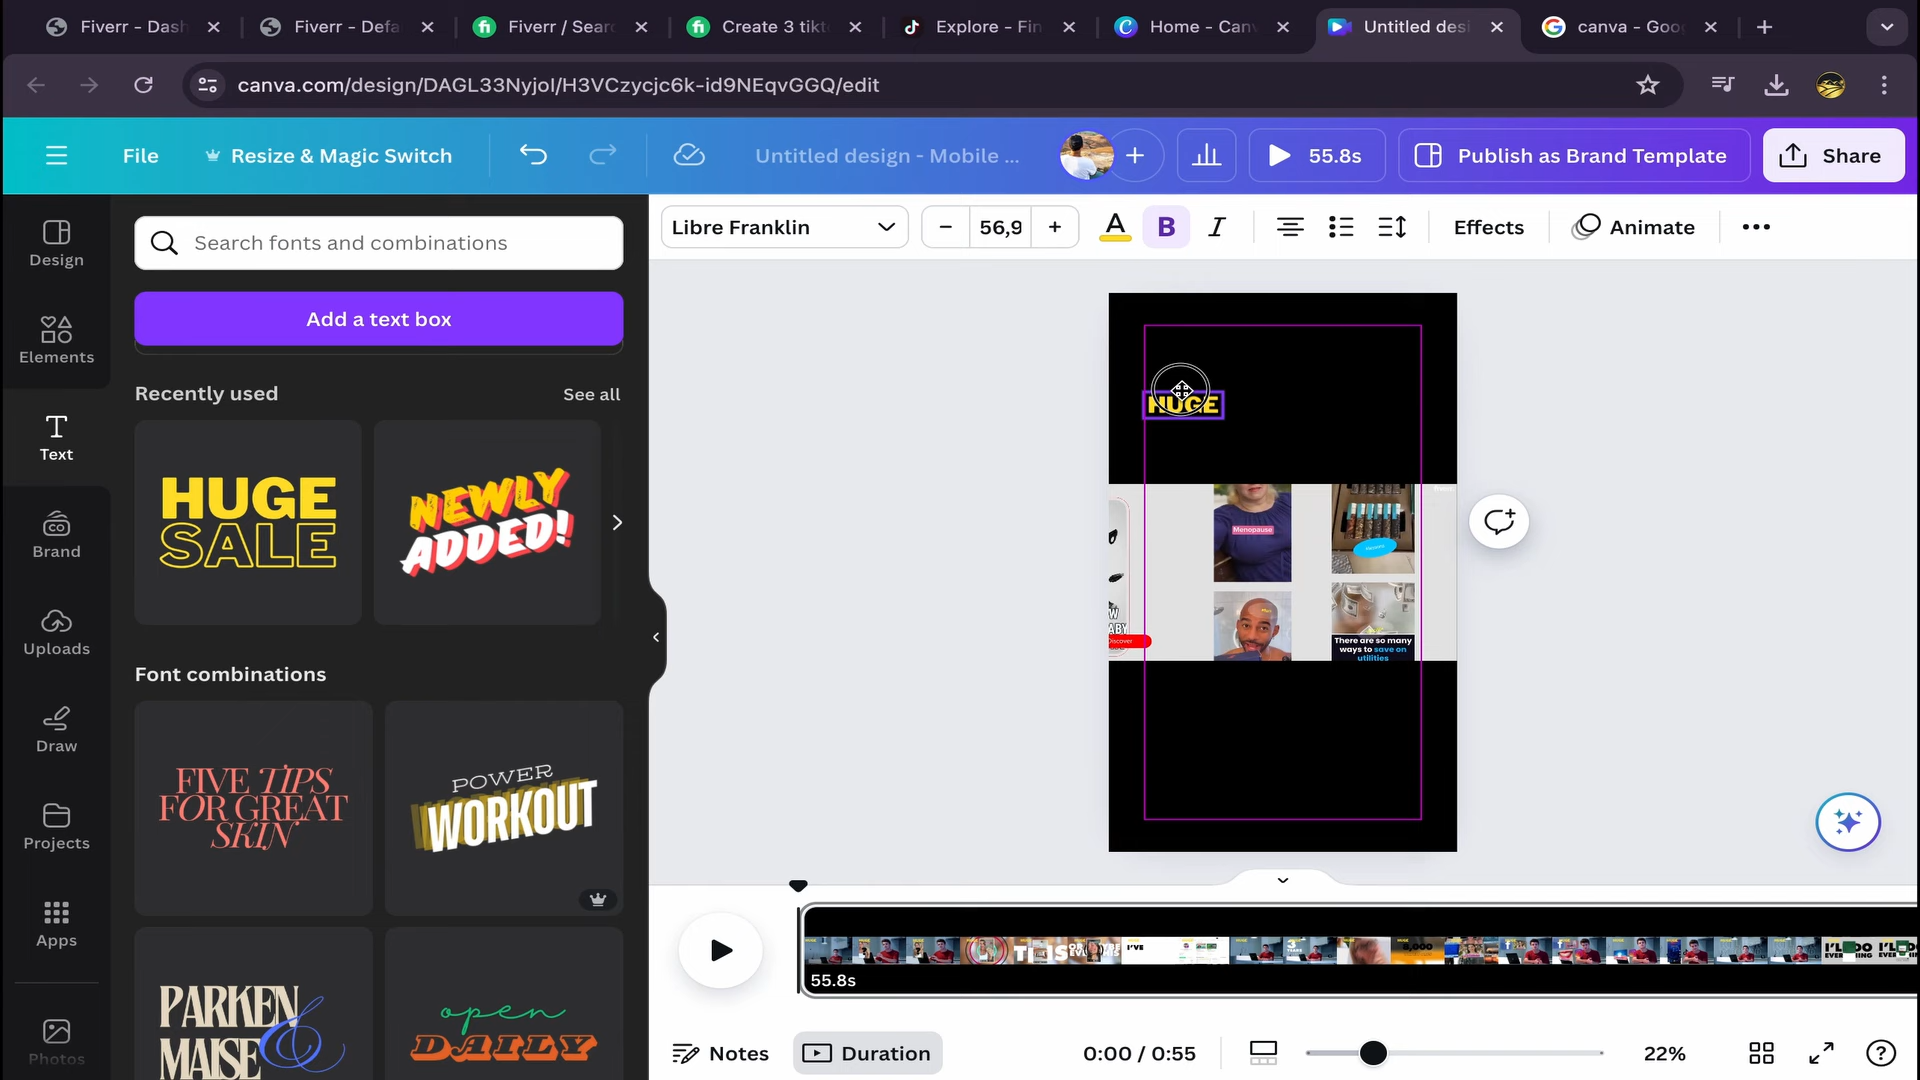 Fiverr - Dash
Fiverr - Defa
Fiverr / Sear
Create 3 tikt
Explore - Fin
Home - Can
Untitled desi
canva - Goo
canva.com/design/DAGL33Nyjol/H3VCzycjc6k-id9NEqvGGQ/edit
File
Resize & Magic Switch
Untitled design - Mobile ...
55.8s
Publish as Brand Template
Share
Libre Franklin
56,9
A
B
I
Effects
Animate
Design
Elements
Text
Brand
Uploads
Draw
Projects
Apps
Photos
Search fonts and combinations
Add a text box
Recently used
See all
HUGE
SALE
NEWLY
ADDED!
Font combinations
FIVE TIPS
FOR GREAT
SKIN
POWER
WORKOUT
PARKEN
&
MAISE
open
DAILY
HUGE
Menopause
Discover
There are so many
ways to save on
utilities
55.8s
Notes
Duration
0:00 / 0:55
22%